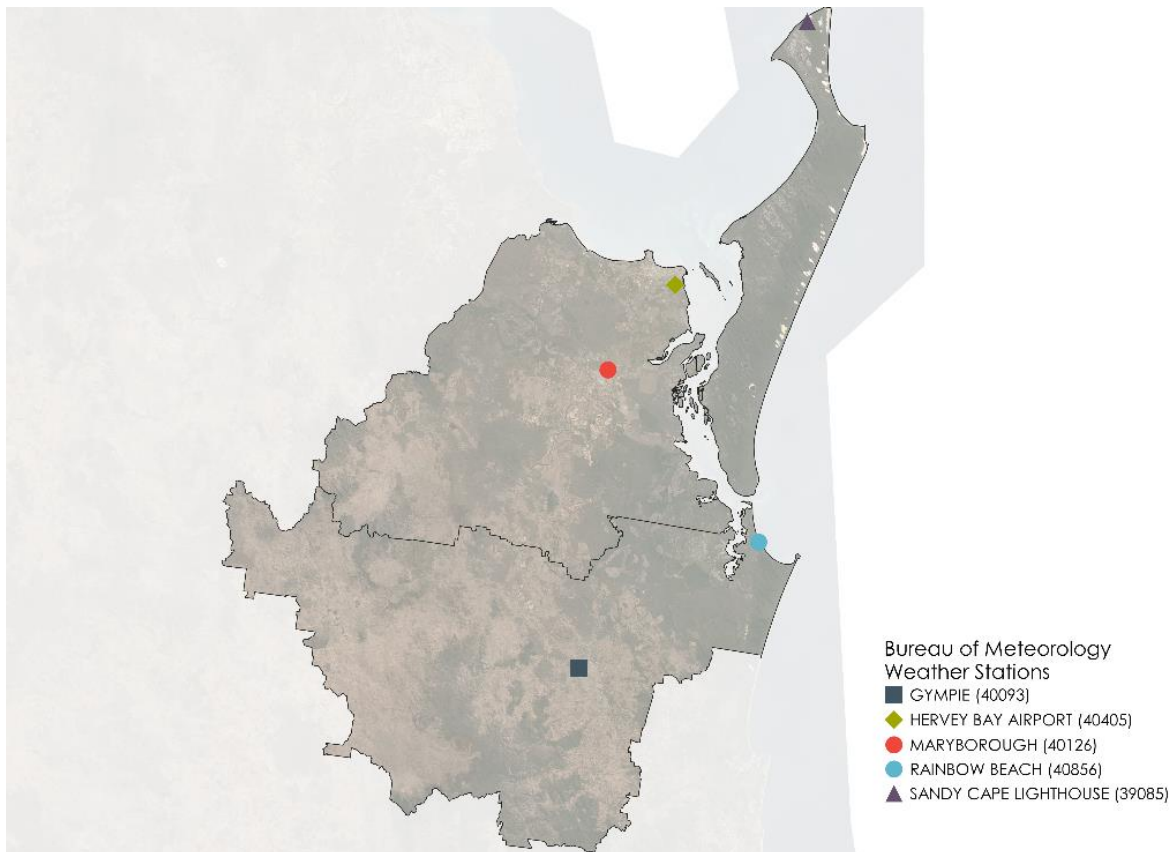 Bureau of Meteorology
Weather Stations
GYMPIE (40093)
HERVEY BAY AIRPORT (40405)
MARYBOROUGH (40126)
RAINBOW BEACH (40856)
SANDY CAPE LIGHTHOUSE (39085)